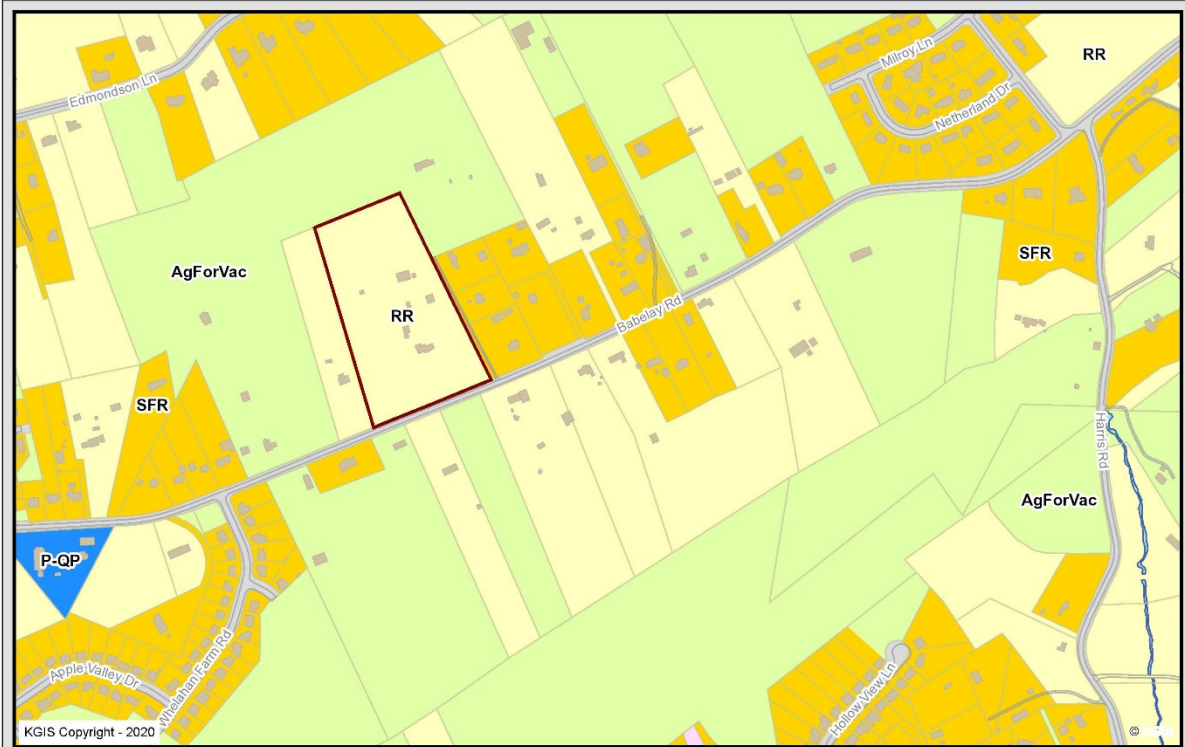 Milroy Ln
RR
Edmondson Ln
Netherland Dr
SFR
AgForVac
RR
Babelay Rd
SFR
Harris Rd
AgForVac
P-QP
Whelahan Farm Rd
Apple Valley Dr
Hollow View Ln
KGIS Copyright - 2020
©